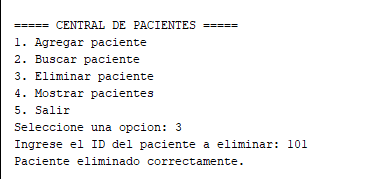 ===== CENTRAL DE PACIENTES =====
1. Agregar paciente
2. Buscar paciente
3. Eliminar paciente
4. Mostrar pacientes
5. Salir
Seleccione una opcion: 3
Ingrese el ID del paciente a eliminar: 101
Paciente eliminado correctamente.